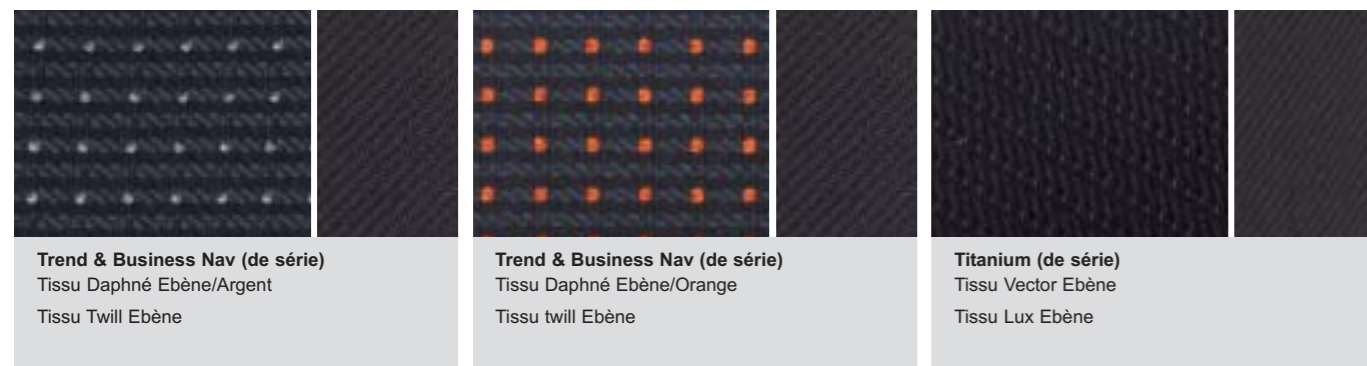 Trend & Business Nav (de série)
Tissu Daphné Ebène/Argent
Tissu Twill Ebène
Trend & Business Nav (de série)
Tissu Daphné Ebène/Orange
Tissu twill Ebène
Titanium (de série)
Tissu Vector Ebène
Tissu Lux Ebène